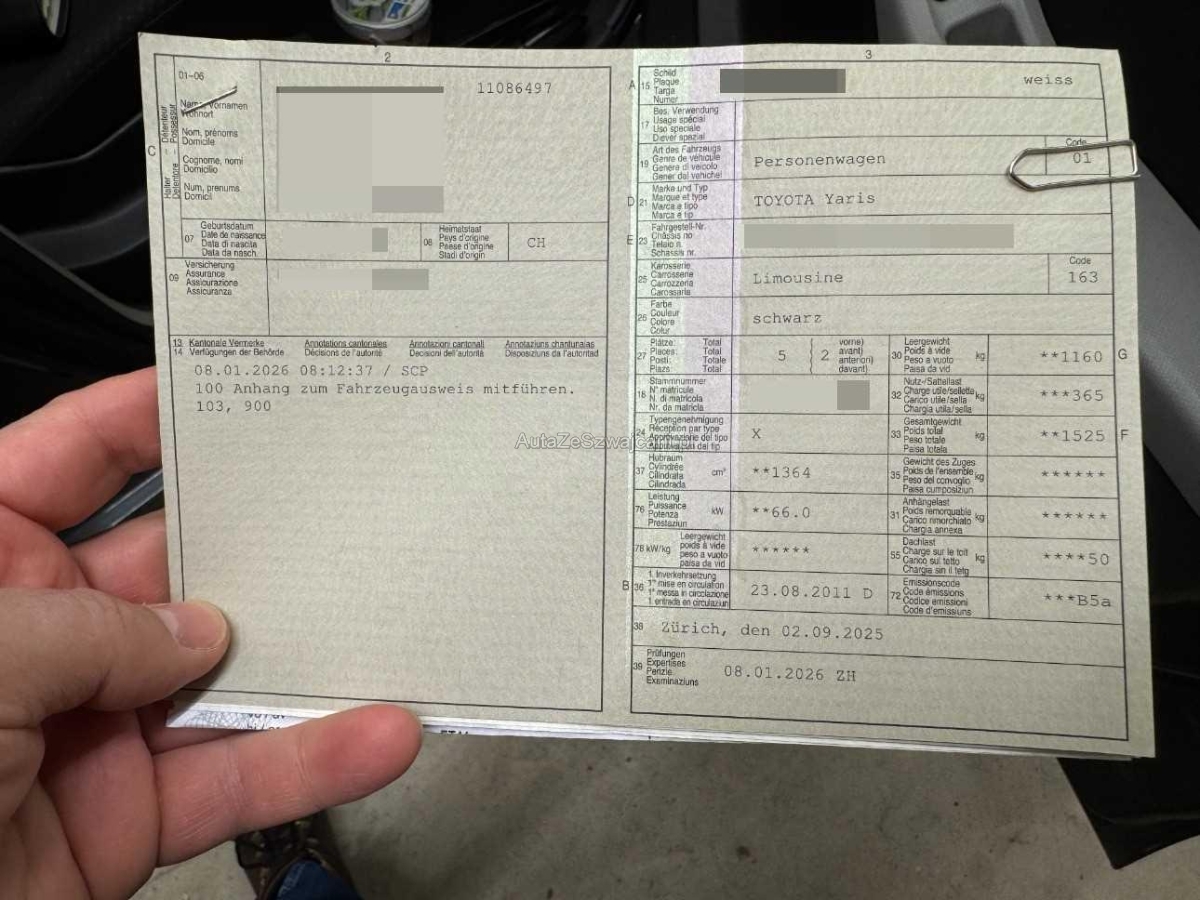 2
01-06
11086497
Halter Détenteur
Detentore Possessur
C
Name, Vornamen
Wohnort
Nom, prénoms
Domicile
Cognome, nomi
Domicilio
Num, prenums
Domicil
07
Geburtsdatum
Date de naissance
Data di nascita
Data da nasch.
08
Heimatstaat
Pays d'origine
Paese d'origine
Stadi d'origin
CH
09
Versicherung
Assurance
Assicurazione
Assicuranza
13 Kantonale Vermerke Annotations cantonales Annotazioni cantonali Annotaziuns chantunalas
14 Verfügungen der Behörde Décisions de l'autorité Decisioni dell'autorità Disposiziuns da l'autoritad
08.01.2026 08:12:37 / SCP
100 Anhang zum Fahrzeugausweis mitführen.
103, 900
3
A 15
Schild
Plaque
Targa
Numer
weiss
17
Bes. Verwendung
Usage spécial
Uso speciale
Diever spezial
19
Art des Fahrzeugs
Genre de véhicule
Genere di veicolo
Gener dal vehichel
Personenwagen
Code
01
D 21
Marke und Typ
Marque et type
Marca e tipo
Marca e tip
TOYOTA Yaris
E 23
Fahrgestell-Nr.
Châssis no
Telaio n.
Schassis nr.
25
Karosserie
Carrosserie
Carrozzeria
Carossaria
Limousine
Code
163
26
Farbe
Couleur
Colore
Colur
schwarz
27
Plätze: Total
Places: Total
Posti: Totale
Plazs: Total
5
2
vorne)
avant)
anteriori)
davant)
30
Leergewicht
Poids à vide
Peso a vuoto
Paisa da vid
kg
**1160
G
18
Stammnummer
N° matricule
N. di matricola
Nr. da matricla
32
Nutz-/Sattellast
Charge utile/sellette
Carico utile/sella
Chargia utila/sella
kg
***365
24
Typengenehmigung
Réception par type
Approvazione del tipo
Approvaziun dal tip
X
33
Gesamtgewicht
Poids total
Peso totale
Paisa totala
kg
**1525
F
37
Hubraum
Cylindrée
Cilindrata
Cilindrada
cm³
**1364
35
Gewicht des Zuges
Poids de l'ensemble
Peso del convoglio
Paisa cumposiziun
kg
******
76
Leistung
Puissance
Potenza
Prestaziun
kW
**66.0
31
Anhängelast
Poids remorquable
Carico rimorchiato
Chargia annexa
kg
******
78 kW/kg
Leergewicht
poids à vide
peso a vuoto
paisa da vid
******
55
Dachlast
Charge sur le toit
Carico sul tetto
Chargia sin il tetg
kg
****50
B 36
1. Inverkehrsetzung
1re mise en circulation
1a messa in circolazione
1. entrada en circulaziun
23.08.2011 D
72
Emissionscode
Code émissions
Codice emissioni
Code d'emissiuns
***B5a
38
Zürich, den 02.09.2025
39
Prüfungen
Expertises
Perizie
Examinaziuns
08.01.2026 ZH